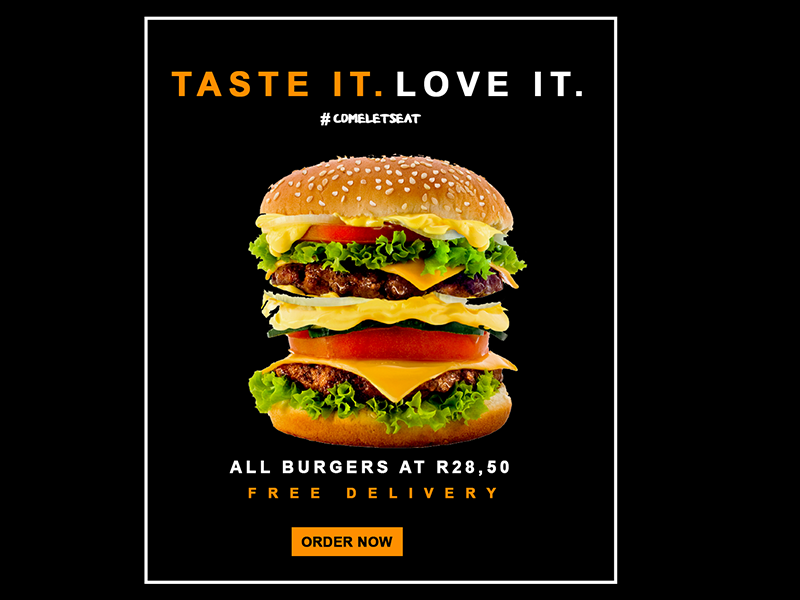 TASTE IT. LOVE IT.
#COMELETSEAT
ALL BURGERS AT R28,50
FREE DELIVERY
ORDER NOW